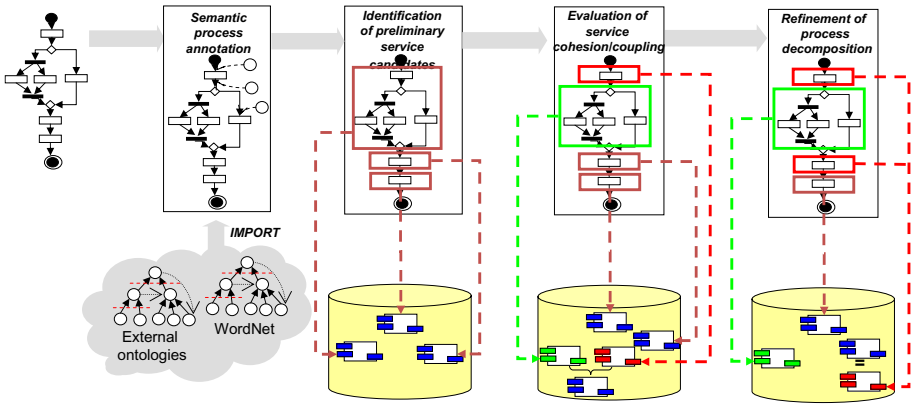 Semantic
process
annotation
Identification
of preliminary
service
candidates
Evaluation of
service
cohesion/coupling
Refinement of
process
decomposition
IMPORT
External
ontologies
WordNet